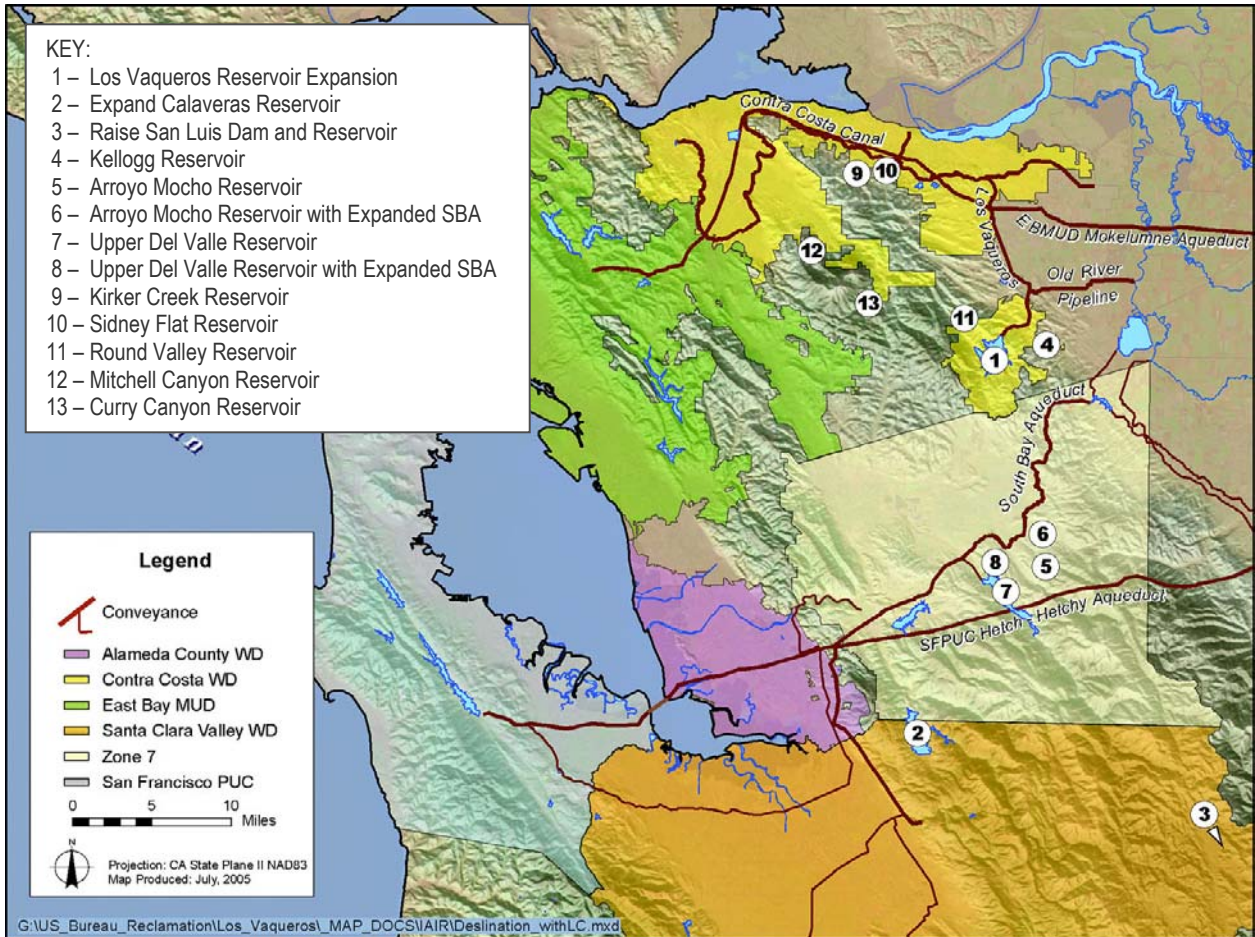 KEY:
1 – Los Vaqueros Reservoir Expansion
2 – Expand Calaveras Reservoir
3 – Raise San Luis Dam and Reservoir
4 – Kellogg Reservoir
5 – Arroyo Mocho Reservoir
6 – Arroyo Mocho Reservoir with Expanded SBA
7 – Upper Del Valle Reservoir
8 – Upper Del Valle Reservoir with Expanded SBA
9 – Kirker Creek Reservoir
10 – Sidney Flat Reservoir
11 – Round Valley Reservoir
12 – Mitchell Canyon Reservoir
13 – Curry Canyon Reservoir
Contra Costa Canal
9
10
Los Vaqueros
EBMUD Mokelumne Aqueduct
12
Old River
Pipeline
13
11
4
1
South Bay Aqueduct
6
8
5
7
SFPUC Hetch - Hetchy Aqueduct
2
3
Legend
Conveyance
Alameda County WD
Contra Costa WD
East Bay MUD
Santa Clara Valley WD
Zone 7
San Francisco PUC
0 5 10
Miles
N
Projection: CA State Plane II NAD83
Map Produced: July, 2005
G:\US_Bureau_Reclamation\Los_Vaqueros\_MAP_DOCS\IAIR\Deslination_withLC.mxd